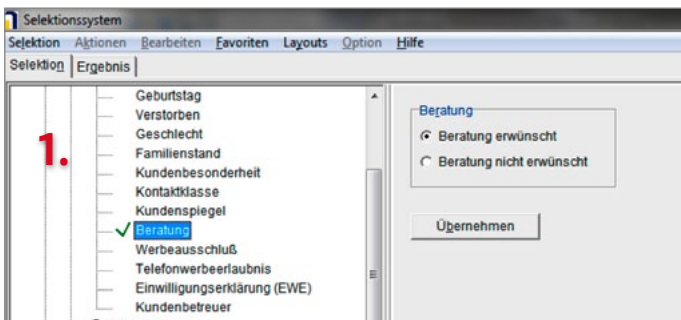 Selektionssystem
Selektion Aktionen Bearbeiten Favoriten Layouts Option Hilfe
Selektion Ergebnis
1.
Geburtstag
Verstorben
Geschlecht
Familienstand
Kundenbesonderheit
Kontaktklasse
Kundenspiegel
Beratung
Werbeausschluß
Telefonwerbeerlaubnis
Einwilligungserklärung (EWE)
Kundenbetreuer
Beratung
Beratung erwünscht
Beratung nicht erwünscht
Übernehmen